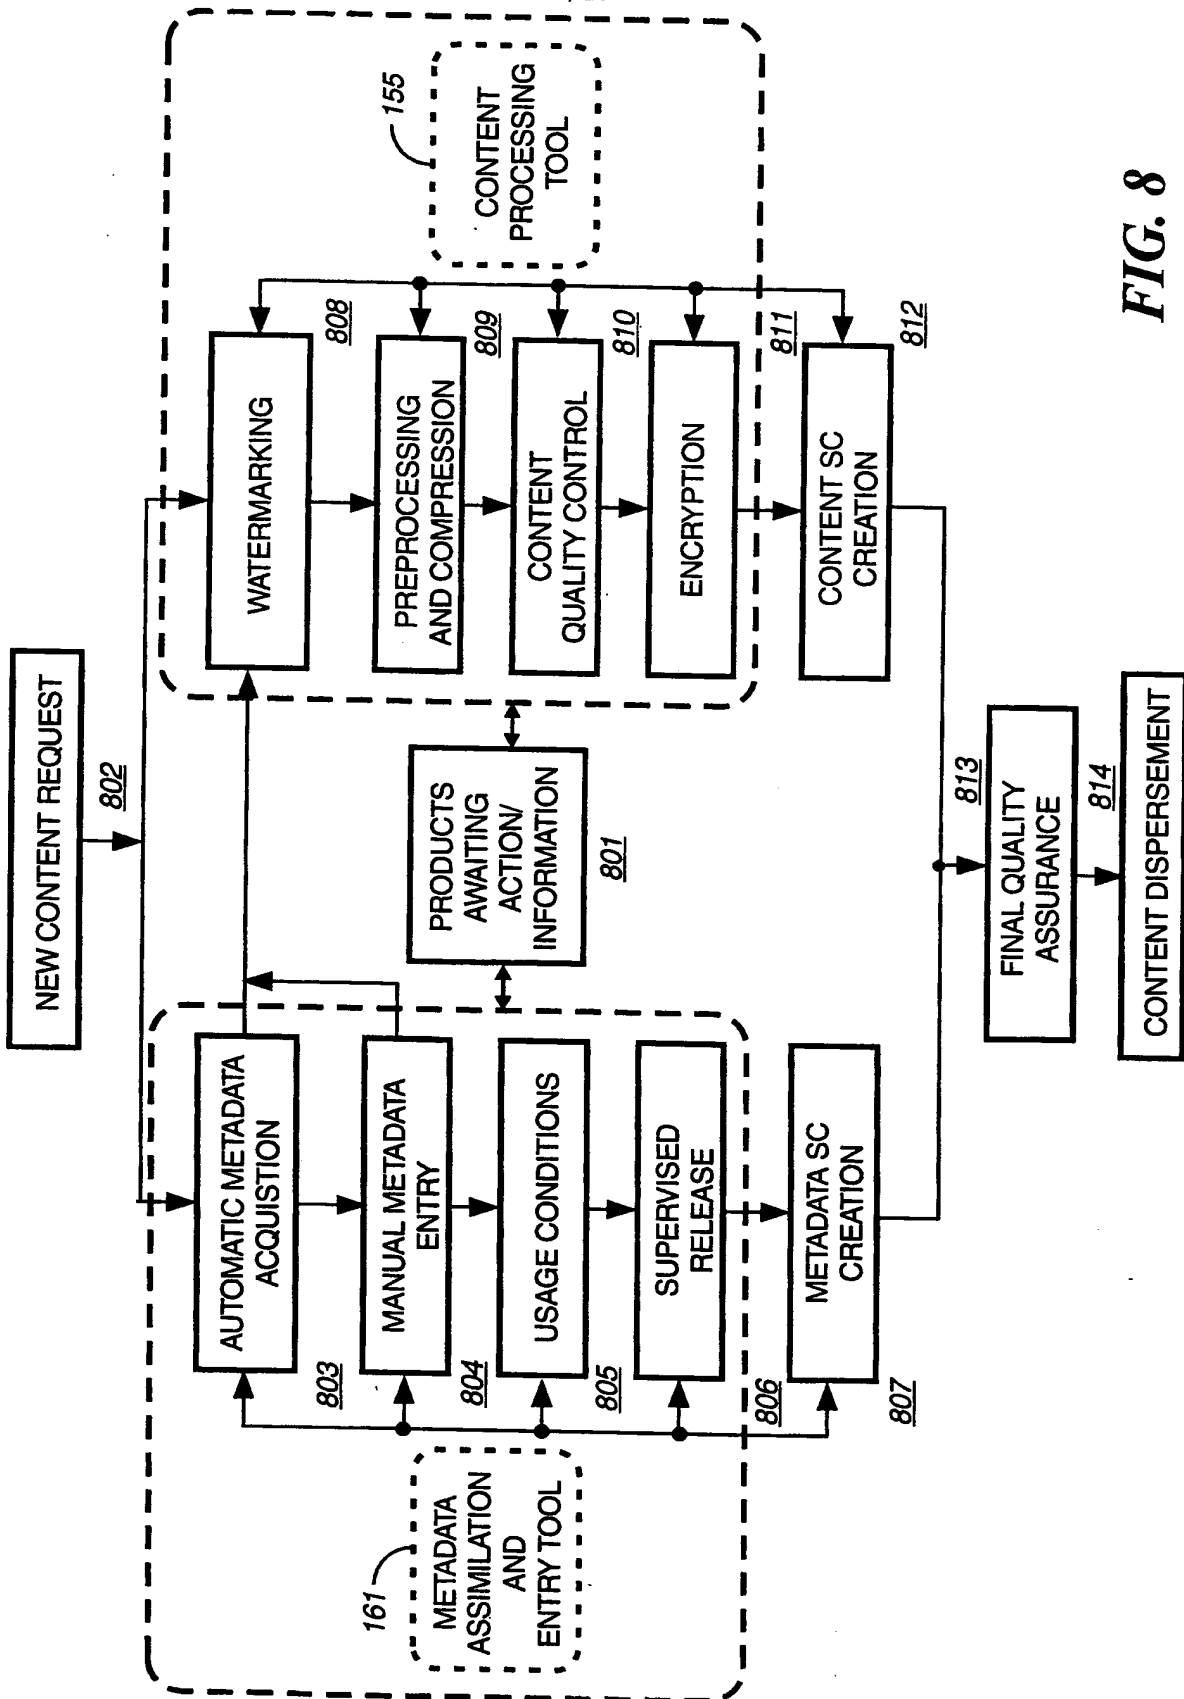 NEW CONTENT REQUEST
802
AUTOMATIC METADATA
ACQUISTION
803
MANUAL METADATA
ENTRY
804
USAGE CONDITIONS
805
SUPERVISED
RELEASE
806
METADATA SC
CREATION
807
161
METADATA
ASSIMILATION
AND
ENTRY TOOL
PRODUCTS
AWAITING
ACTION/
INFORMATION
801
WATERMARKING
808
PREPROCESSING
AND COMPRESSION
809
CONTENT
QUALITY CONTROL
810
ENCRYPTION
811
CONTENT SC
CREATION
812
155
CONTENT
PROCESSING
TOOL
813
FINAL QUALITY
ASSURANCE
814
CONTENT DISPERSEMENT
FIG. 8